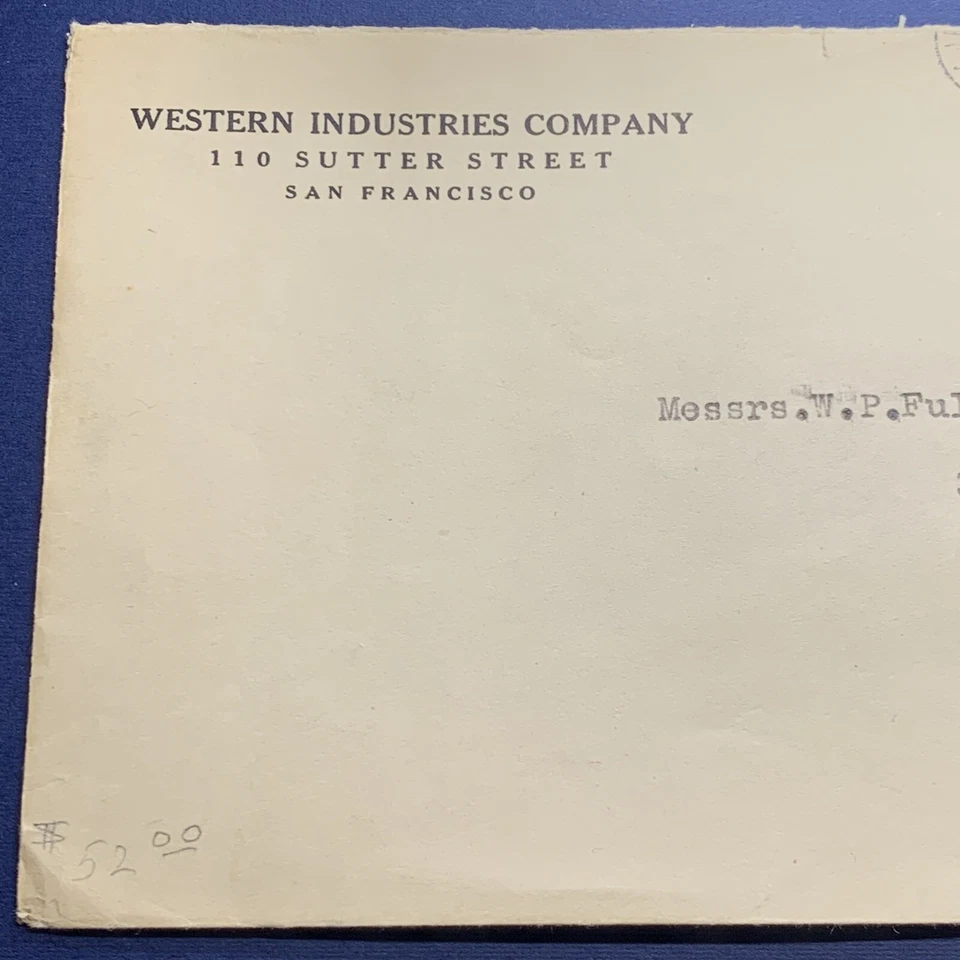 WESTERN INDUSTRIES COMPANY
110 SUTTER STREET
SAN FRANCISCO
Messrs.W.P.Ful
$ 52 00